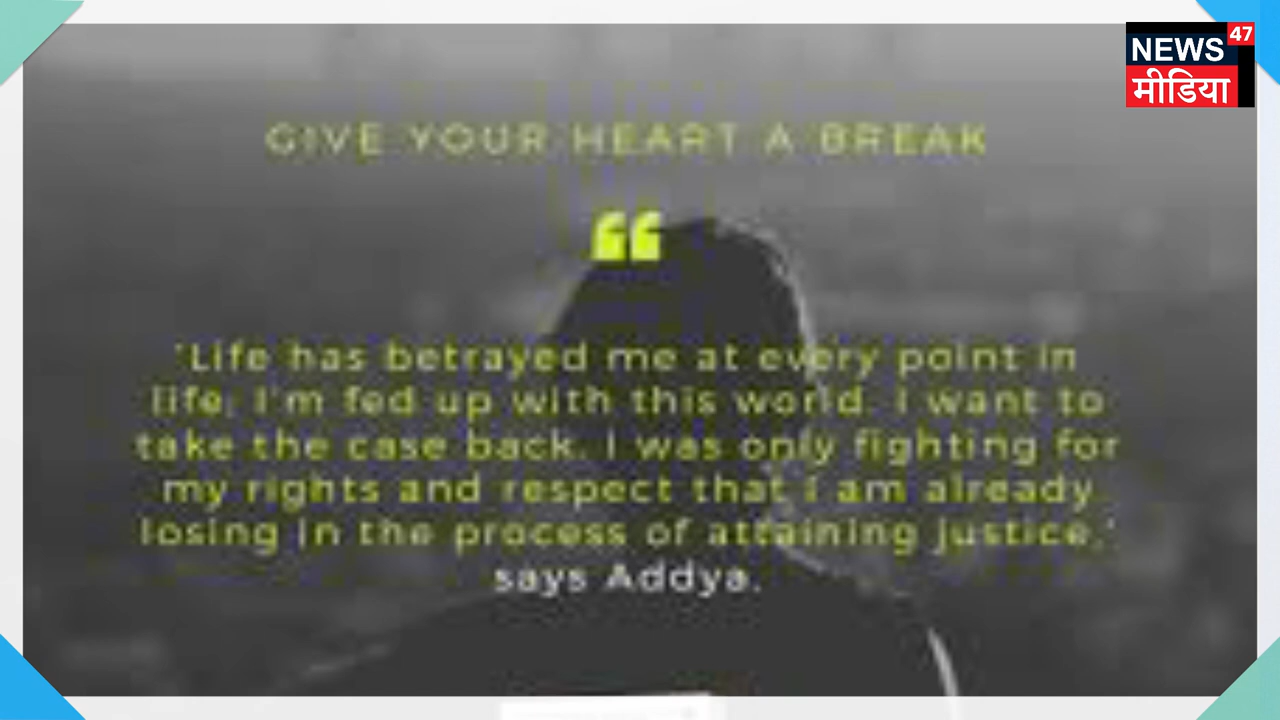 NEWS 47
मीडिया
GIVE YOUR HEART A BREAK
“
'Life has betrayed me at every point in
life; I'm fed up with this world. I want to
take the case back. I was only fighting for
my rights and respect that I am already
losing in the process of attaining justice.'
says Addya.